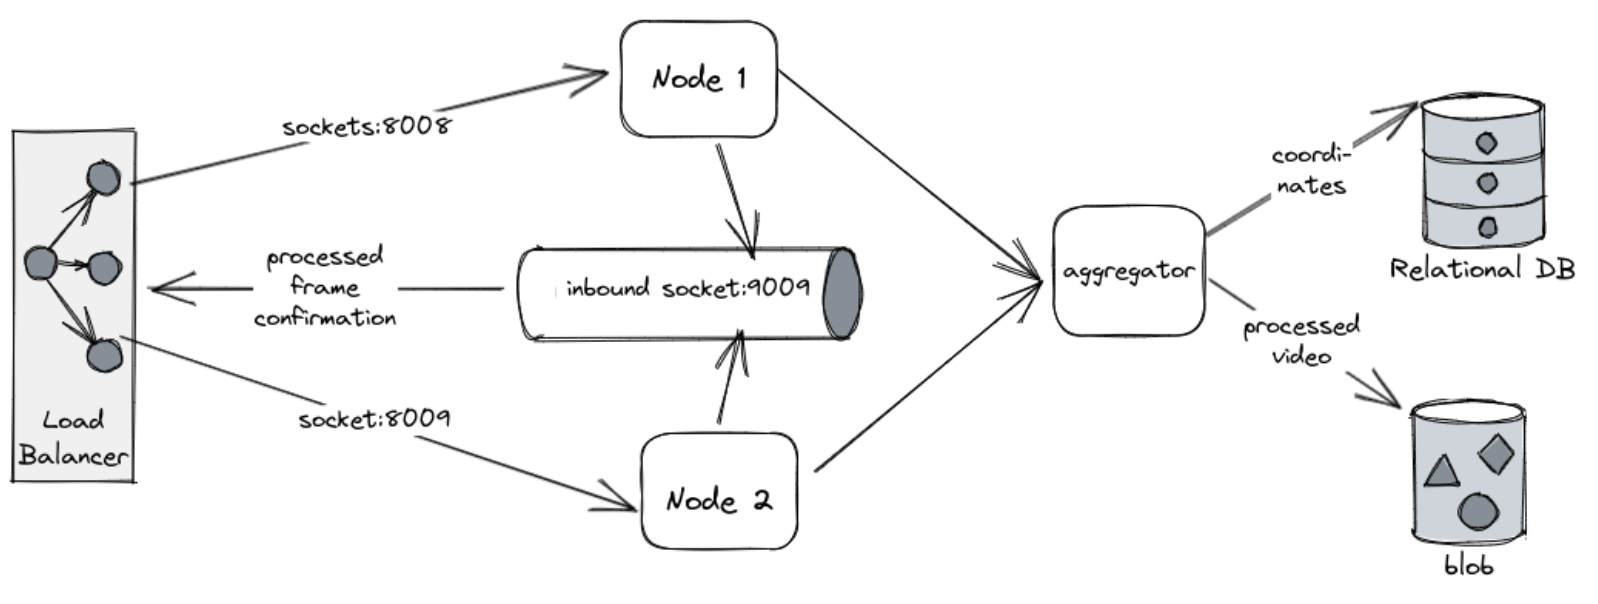 Node 1
sockets:8008
coordi-
nates
processed
frame
confirmation
inbound socket:9009
aggregator
Relational DB
processed
video
Load
Balancer
socket:8009
Node 2
blob